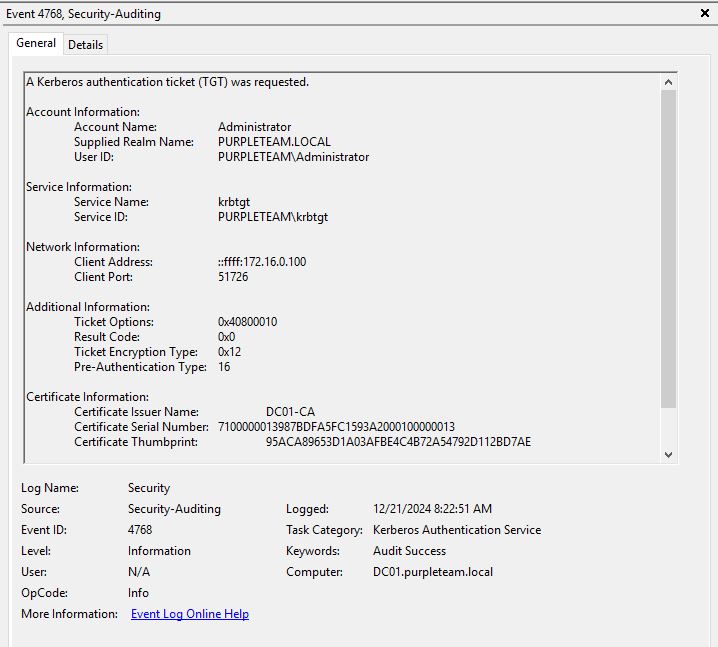 Event 4768, Security-Auditing
General Details
A Kerberos authentication ticket (TGT) was requested.
Account Information:
Account Name: Administrator
Supplied Realm Name: PURPLETEAM.LOCAL
User ID: PURPLETEAM\Administrator
Service Information:
Service Name: krbtgt
Service ID: PURPLETEAM\krbtgt
Network Information:
Client Address: ::ffff:172.16.0.100
Client Port: 51726
Additional Information:
Ticket Options: 0x40800010
Result Code: 0x0
Ticket Encryption Type: 0x12
Pre-Authentication Type: 16
Certificate Information:
Certificate Issuer Name: DC01-CA
Certificate Serial Number: 7100000013987BDFA5FC1593A2000100000013
Certificate Thumbprint: 95ACA89653D1A03AFBE4C4B72A54792D112BD7AE
Log Name: Security
Source: Security-Auditing Logged: 12/21/2024 8:22:51 AM
Event ID: 4768 Task Category: Kerberos Authentication Service
Level: Information Keywords: Audit Success
User: N/A Computer: DC01.purpleteam.local
OpCode: Info
More Information: Event Log Online Help